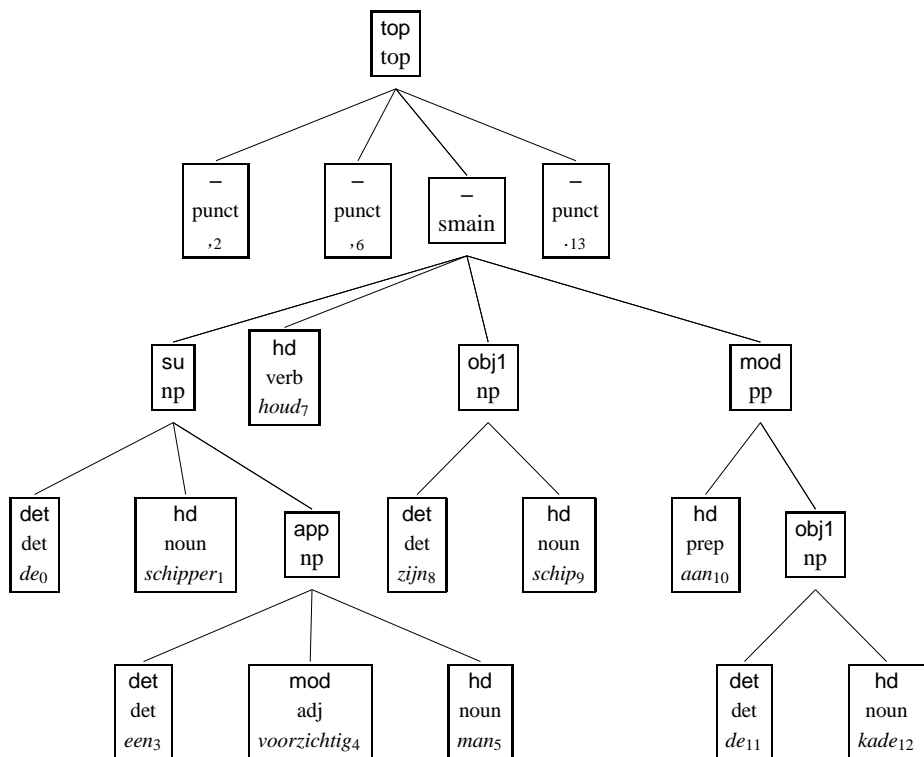 top
top
–
punct
,2
–
punct
,6
–
smain
–
punct
.13
su
np
hd
verb
houd7
obj1
np
mod
pp
det
det
de0
hd
noun
schipper1
app
np
det
det
zijn8
hd
noun
schip9
hd
prep
aan10
obj1
np
det
det
een3
mod
adj
voorzichtig4
hd
noun
man5
det
det
de11
hd
noun
kade12